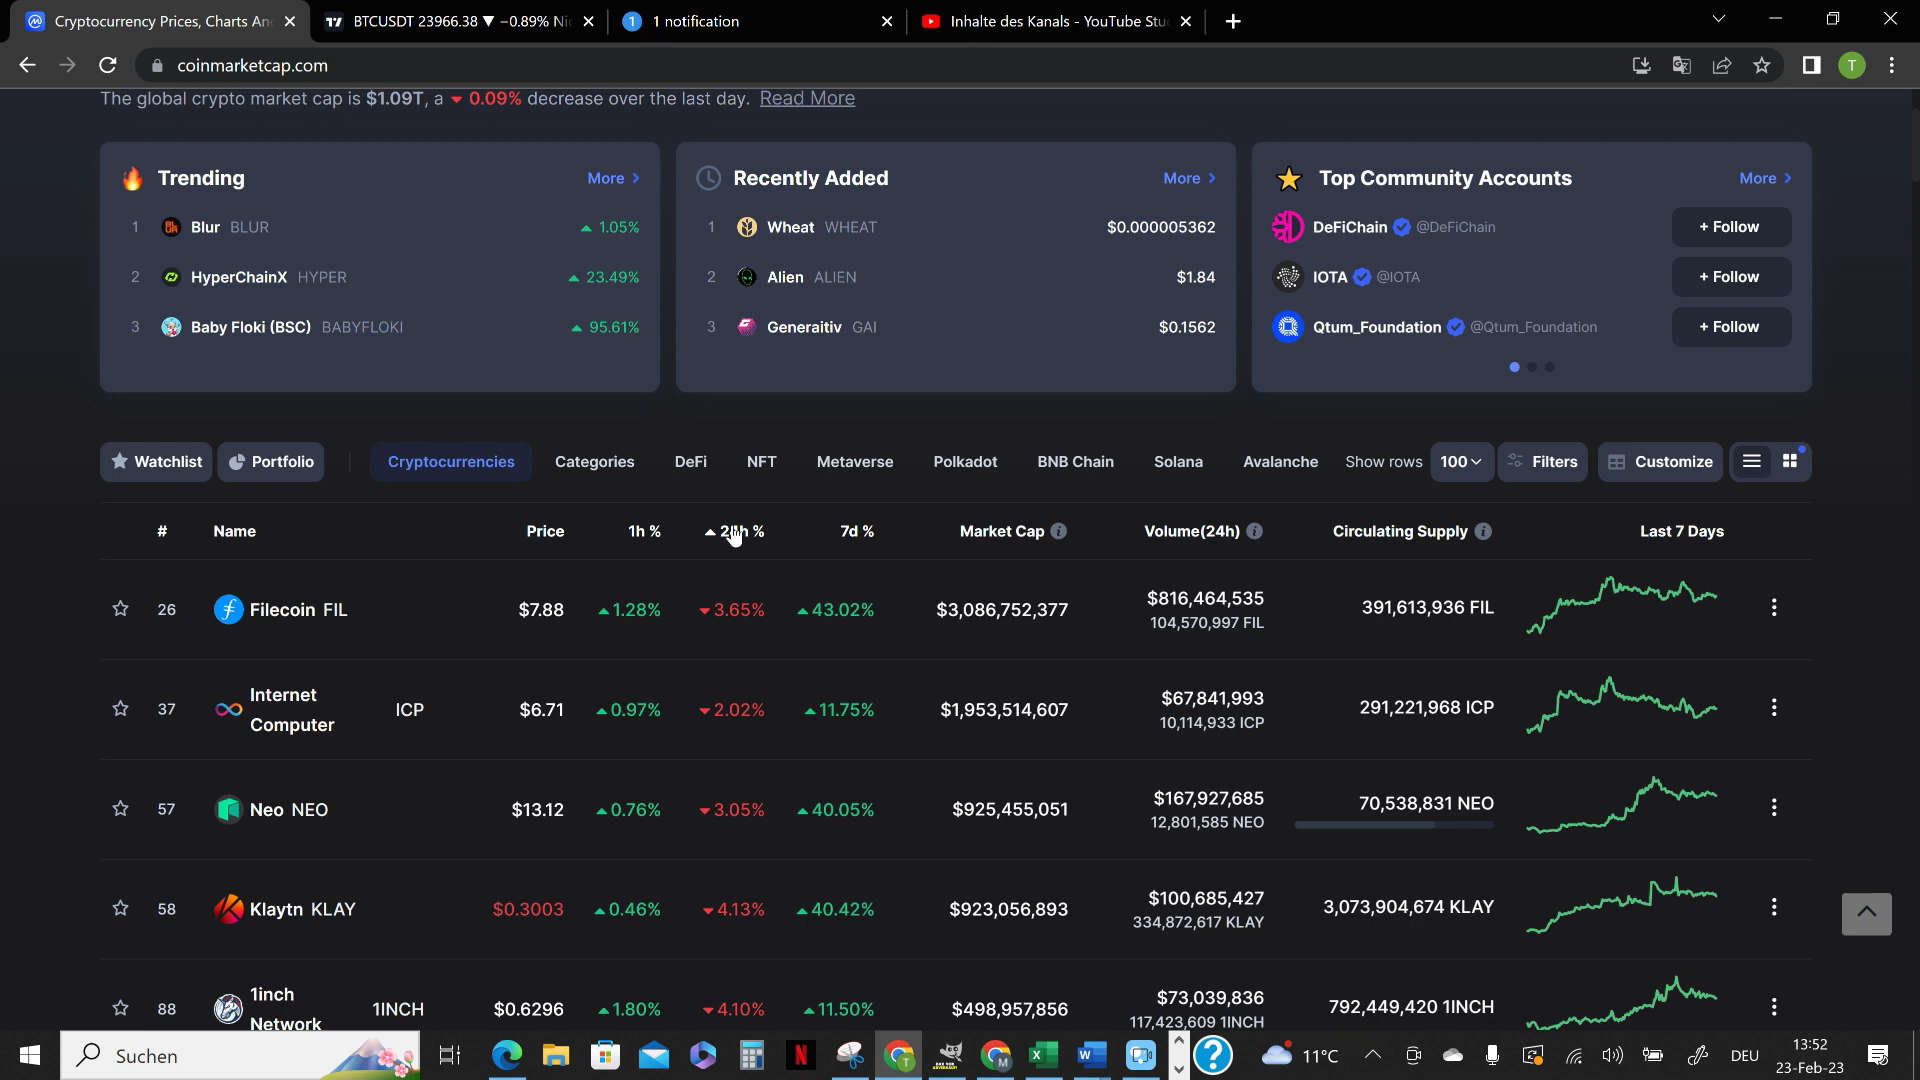 Cryptocurrency Prices, Charts An
BTCUSDT 23966.38 ▼ −0.89% Ni
1 1 notification
Inhalte des Kanals - YouTube Stu
coinmarketcap.com
T
The global crypto market cap is $1.09T, a ▼ 0.09% decrease over the last day. Read More
Trending More >
1 Blur BLUR ▲ 1.05%
2 HyperChainX HYPER ▲ 23.49%
3 Baby Floki (BSC) BABYFLOKI ▲ 95.61%
Recently Added More >
1 Wheat WHEAT $0.000005362
2 Alien ALIEN $1.84
3 Generaitiv GAI $0.1562
Top Community Accounts More >
DeFiChain @DeFiChain + Follow
IOTA @IOTA + Follow
Qtum_Foundation @Qtum_Foundation + Follow
Watchlist Portfolio Cryptocurrencies Categories DeFi NFT Metaverse Polkadot BNB Chain Solana Avalanche Show rows 100 Filters Customize
# Name Price 1h % ▲ 24h % 7d % Market Cap Volume(24h) Circulating Supply Last 7 Days
26 Filecoin FIL $7.88 ▲1.28% ▼3.65% ▲43.02% $3,086,752,377 $816,464,535 391,613,936 FIL
104,570,997 FIL
37 Internet Computer ICP $6.71 ▲0.97% ▼2.02% ▲11.75% $1,953,514,607 $67,841,993 291,221,968 ICP
10,114,933 ICP
57 Neo NEO $13.12 ▲0.76% ▼3.05% ▲40.05% $925,455,051 $167,927,685 70,538,831 NEO
12,801,585 NEO
58 Klaytn KLAY $0.3003 ▲0.46% ▼4.13% ▲40.42% $923,056,893 $100,685,427 3,073,904,674 KLAY
334,872,617 KLAY
88 1inch Network 1INCH $0.6296 ▲1.80% ▼4.10% ▲11.50% $498,957,856 $73,039,836 792,449,420 1INCH
117,423,609 1INCH
Suchen
11°C
DEU
13:52
23-Feb-23